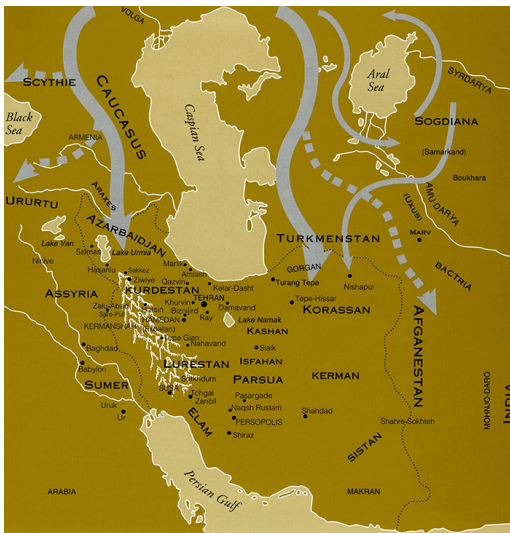 VOLGA
SCYTHIE
CAUCASUS
Caspian Sea
Aral
Sea
SYRDARYA
Black
Sea
SOGDIANA
(Samarkand)
ARMENIA
Boukhara
ARAXES
AMU DARYA
(UXUS)
URURTU
AZARBAIDJAN
TURKMENSTAN
MARV
Lake Van
Salmas
Lake Urmia
Ninive
Hasanlu
Sakkez
Marlik
Amlash
GORGAN
BACTRIA
Ziwiye
Qazvin
Kelar-Dasht
Turang Tepe
Nishapur
ASSYRIA
KURDESTAN
TEHRAN
Khurvin
Tepe-Hissar
Damavand
KORASSAN
Ray
HAMEDAN
Lake Namak
KERMANSHAH
KASHAN
AFGANESTAN
Baghdad
Nahavand
Sialk
ISFAHAN
Babylon
LURESTAN
PARSUA
KERMAN
SUMER
SUSA
Tchgal
Zanbil
Pasargade
MOHNJO-DARO
Uruk
Ur
Naqsh Rustam
PERSOPOLIS
Shahdad
Shahre-Sokhteh
ELAM
Shiraz
SISTAN
Persian Gulf
ARABIA
MAKRAN